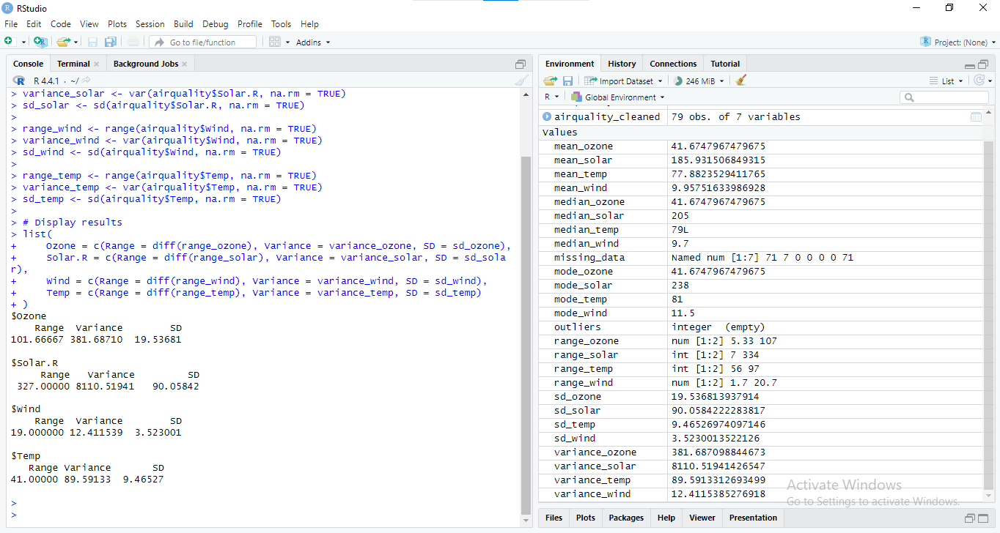 RStudio
File Edit Code View Plots Session Build Debug Profile Tools Help
Go to file/function Addins Project: (None)
Console Terminal Background Jobs
R 4.4.1 · ~/
> variance_solar <- var(airquality$Solar.R, na.rm = TRUE)
> sd_solar <- sd(airquality$Solar.R, na.rm = TRUE)
>
> range_wind <- range(airquality$Wind, na.rm = TRUE)
> variance_wind <- var(airquality$Wind, na.rm = TRUE)
> sd_wind <- sd(airquality$Wind, na.rm = TRUE)
>
> range_temp <- range(airquality$Temp, na.rm = TRUE)
> variance_temp <- var(airquality$Temp, na.rm = TRUE)
> sd_temp <- sd(airquality$Temp, na.rm = TRUE)
>
> # Display results
> list(
+     Ozone = c(Range = diff(range_ozone), Variance = variance_ozone, SD = sd_ozone),
+     Solar.R = c(Range = diff(range_solar), Variance = variance_solar, SD = sd_sola
r),
+     Wind = c(Range = diff(range_wind), Variance = variance_wind, SD = sd_wind),
+     Temp = c(Range = diff(range_temp), Variance = variance_temp, SD = sd_temp)
+ )
$Ozone
    Range  Variance        SD
101.66667 381.68710  19.53681

$Solar.R
     Range   Variance         SD
 327.00000 8110.51941   90.05842

$Wind
    Range  Variance        SD
19.000000 12.411539  3.523001

$Temp
   Range Variance       SD
41.00000 89.59133  9.46527

>
>
Environment History Connections Tutorial
Import Dataset 246 MiB List
R Global Environment
airquality_cleaned 79 obs. of 7 variables
Values
mean_ozone 41.6747967479675
mean_solar 185.931506849315
mean_temp 77.8823529411765
mean_wind 9.95751633986928
median_ozone 41.6747967479675
median_solar 205
median_temp 79L
median_wind 9.7
missing_data Named num [1:7] 71 7 0 0 0 0 71
mode_ozone 41.6747967479675
mode_solar 238
mode_temp 81
mode_wind 11.5
outliers integer (empty)
range_ozone num [1:2] 5.33 107
range_solar int [1:2] 7 334
range_temp int [1:2] 56 97
range_wind num [1:2] 1.7 20.7
sd_ozone 19.536813937914
sd_solar 90.0584222283817
sd_temp 9.46526974097146
sd_wind 3.5230013522126
variance_ozone 381.687098844673
variance_solar 8110.51941426547
variance_temp 89.5913312693499
variance_wind 12.4115385276918
Activate Windows
Go to Settings to activate Windows.
Files Plots Packages Help Viewer Presentation